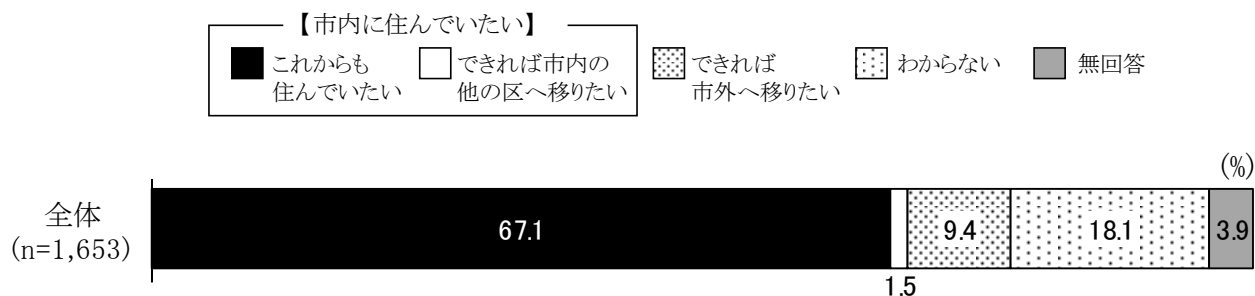 【市内に住んでいたい】
これからも
住んでいたい
できれば市内の
他の区へ移りたい
できれば
市外へ移りたい
わからない
無回答
(%)
全体
(n=1,653)
67.1
1.5
9.4
18.1
3.9